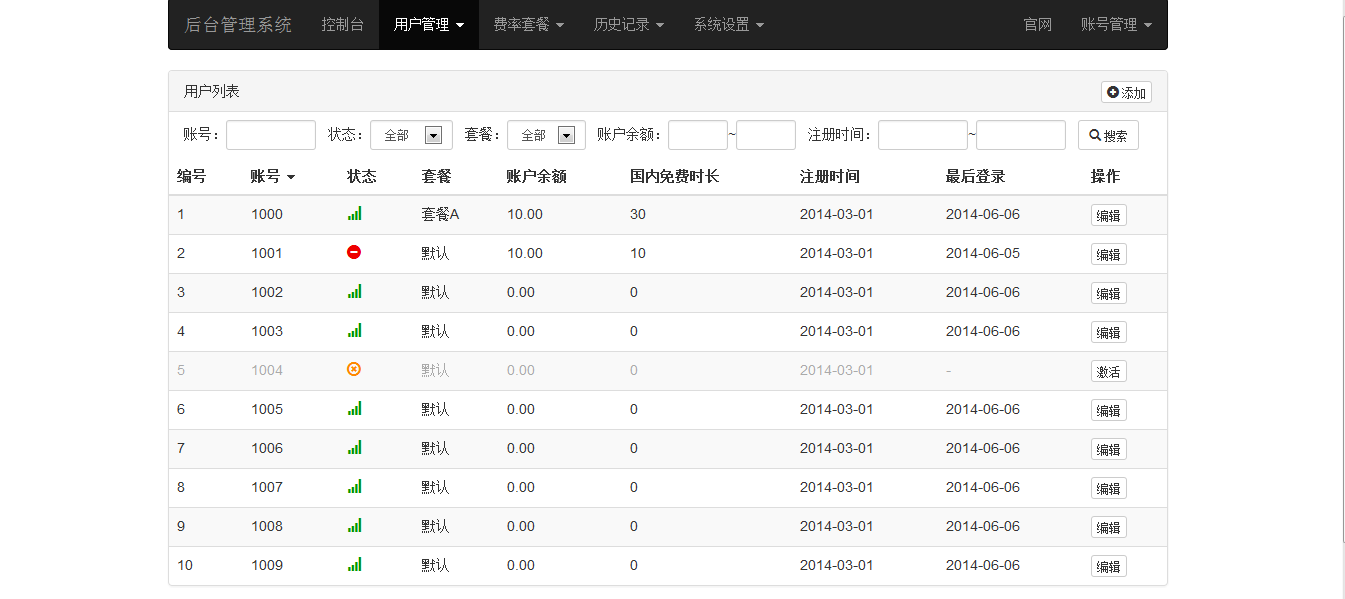 后台管理系统 控制台 用户管理 费率套餐 历史记录 系统设置 官网 账号管理
用户列表 添加
账号： 状态： 全部 套餐： 全部 账户余额： ~ 注册时间： ~ 搜索
编号 账号 状态 套餐 账户余额 国内免费时长 注册时间 最后登录 操作
1 1000 套餐A 10.00 30 2014-03-01 2014-06-06 编辑
2 1001 默认 10.00 10 2014-03-01 2014-06-05 编辑
3 1002 默认 0.00 0 2014-03-01 2014-06-06 编辑
4 1003 默认 0.00 0 2014-03-01 2014-06-06 编辑
5 1004 默认 0.00 0 2014-03-01 - 激活
6 1005 默认 0.00 0 2014-03-01 2014-06-06 编辑
7 1006 默认 0.00 0 2014-03-01 2014-06-06 编辑
8 1007 默认 0.00 0 2014-03-01 2014-06-06 编辑
9 1008 默认 0.00 0 2014-03-01 2014-06-06 编辑
10 1009 默认 0.00 0 2014-03-01 2014-06-06 编辑